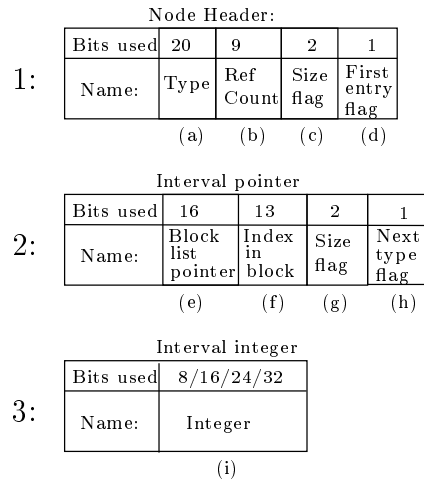 Node Header:
1:
Bits used 20 9 2 1
Name: Type Ref Count Size flag First entry flag
(a) (b) (c) (d)
Interval pointer
2:
Bits used 16 13 2 1
Name: Block list pointer Index in block Size flag Next type flag
(e) (f) (g) (h)
Interval integer
3:
Bits used 8/16/24/32
Name: Integer
(i)